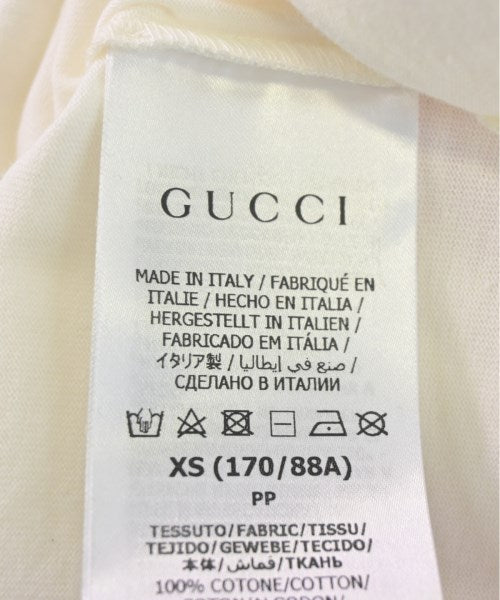 GUCCI
MADE IN ITALY / FABRIQUÉ EN
ITALIE / HECHO EN ITALIA /
HERGESTELLT IN ITALIEN /
FABRICADO EM ITÁLIA /
イタリア製 / صنع في إيطاليا /
СДЕЛАНО В ИТАЛИИ
XS (170/88A)
PP
TESSUTO/FABRIC/TISSU/
TEJIDO/GEWEBE/TECIDO/
本体/قماش/ТКАНЬ
100% COTONE/COTTON/